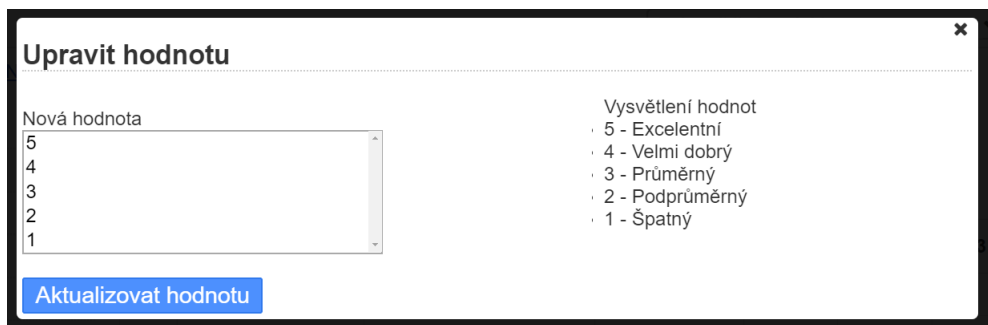 Upravit hodnotu
Nová hodnota
5
4
3
2
1
Vysvětlení hodnot
5 - Excelentní
4 - Velmi dobrý
3 - Průměrný
2 - Podprůměrný
1 - Špatný
Aktualizovat hodnotu